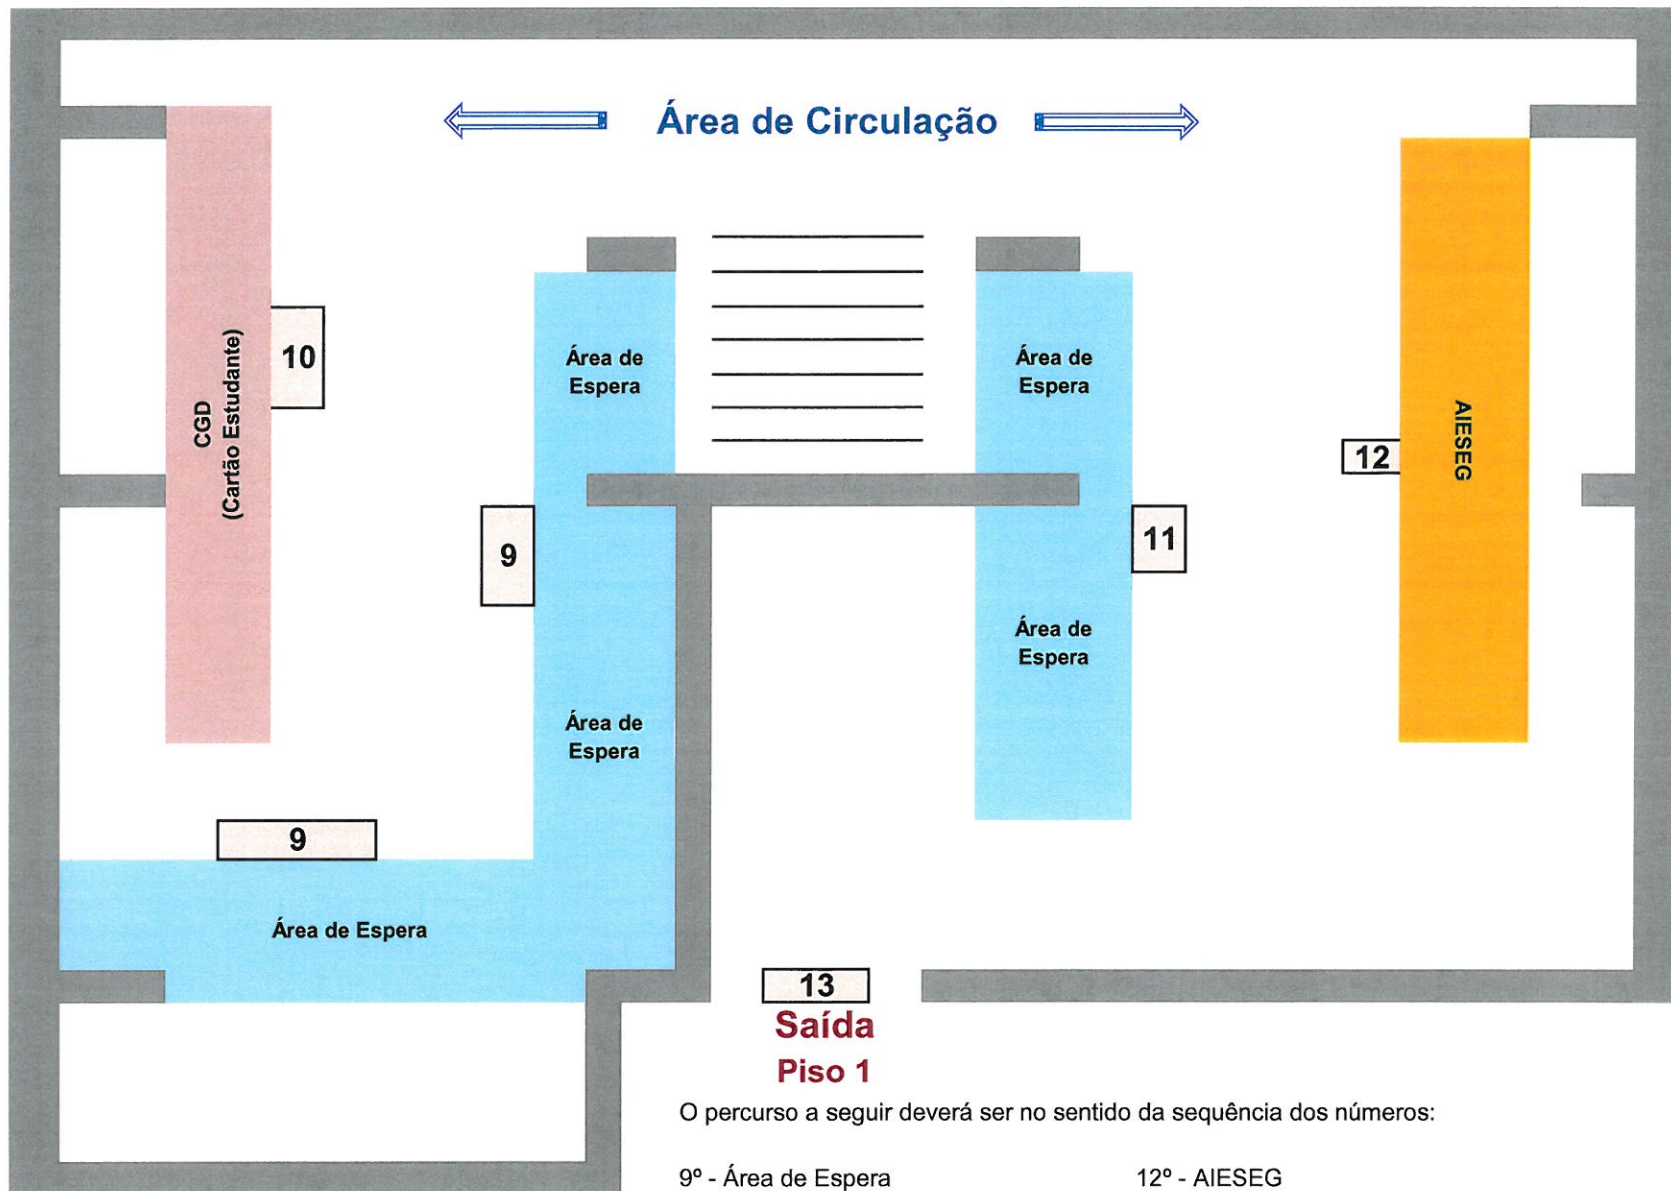 Área de Circulação
CGD
(Cartão Estudante)
10
Área de
Espera
Área de
Espera
AIESEG
12
9
11
Área de
Espera
Área de
Espera
9
Área de Espera
13
Saída
Piso 1
O percurso a seguir deverá ser no sentido da sequência dos números:
9º - Área de Espera
12º - AIESEG